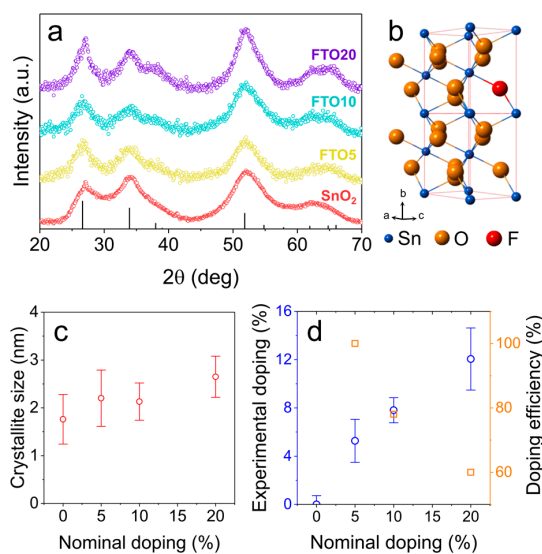 a
FTO20
FTO10
FTO5
SnO₂
Intensity (a.u.)
20 30 40 50 60 70
2θ (deg)
b
b
a c
Sn O F
c
Crystallite size (nm)
4
3
2
1
0
0 5 10 15 20
Nominal doping (%)
d
Experimental doping (%)
16
12
8
4
0
100
80
60
Doping efficiency (%)
0 5 10 15 20
Nominal doping (%)